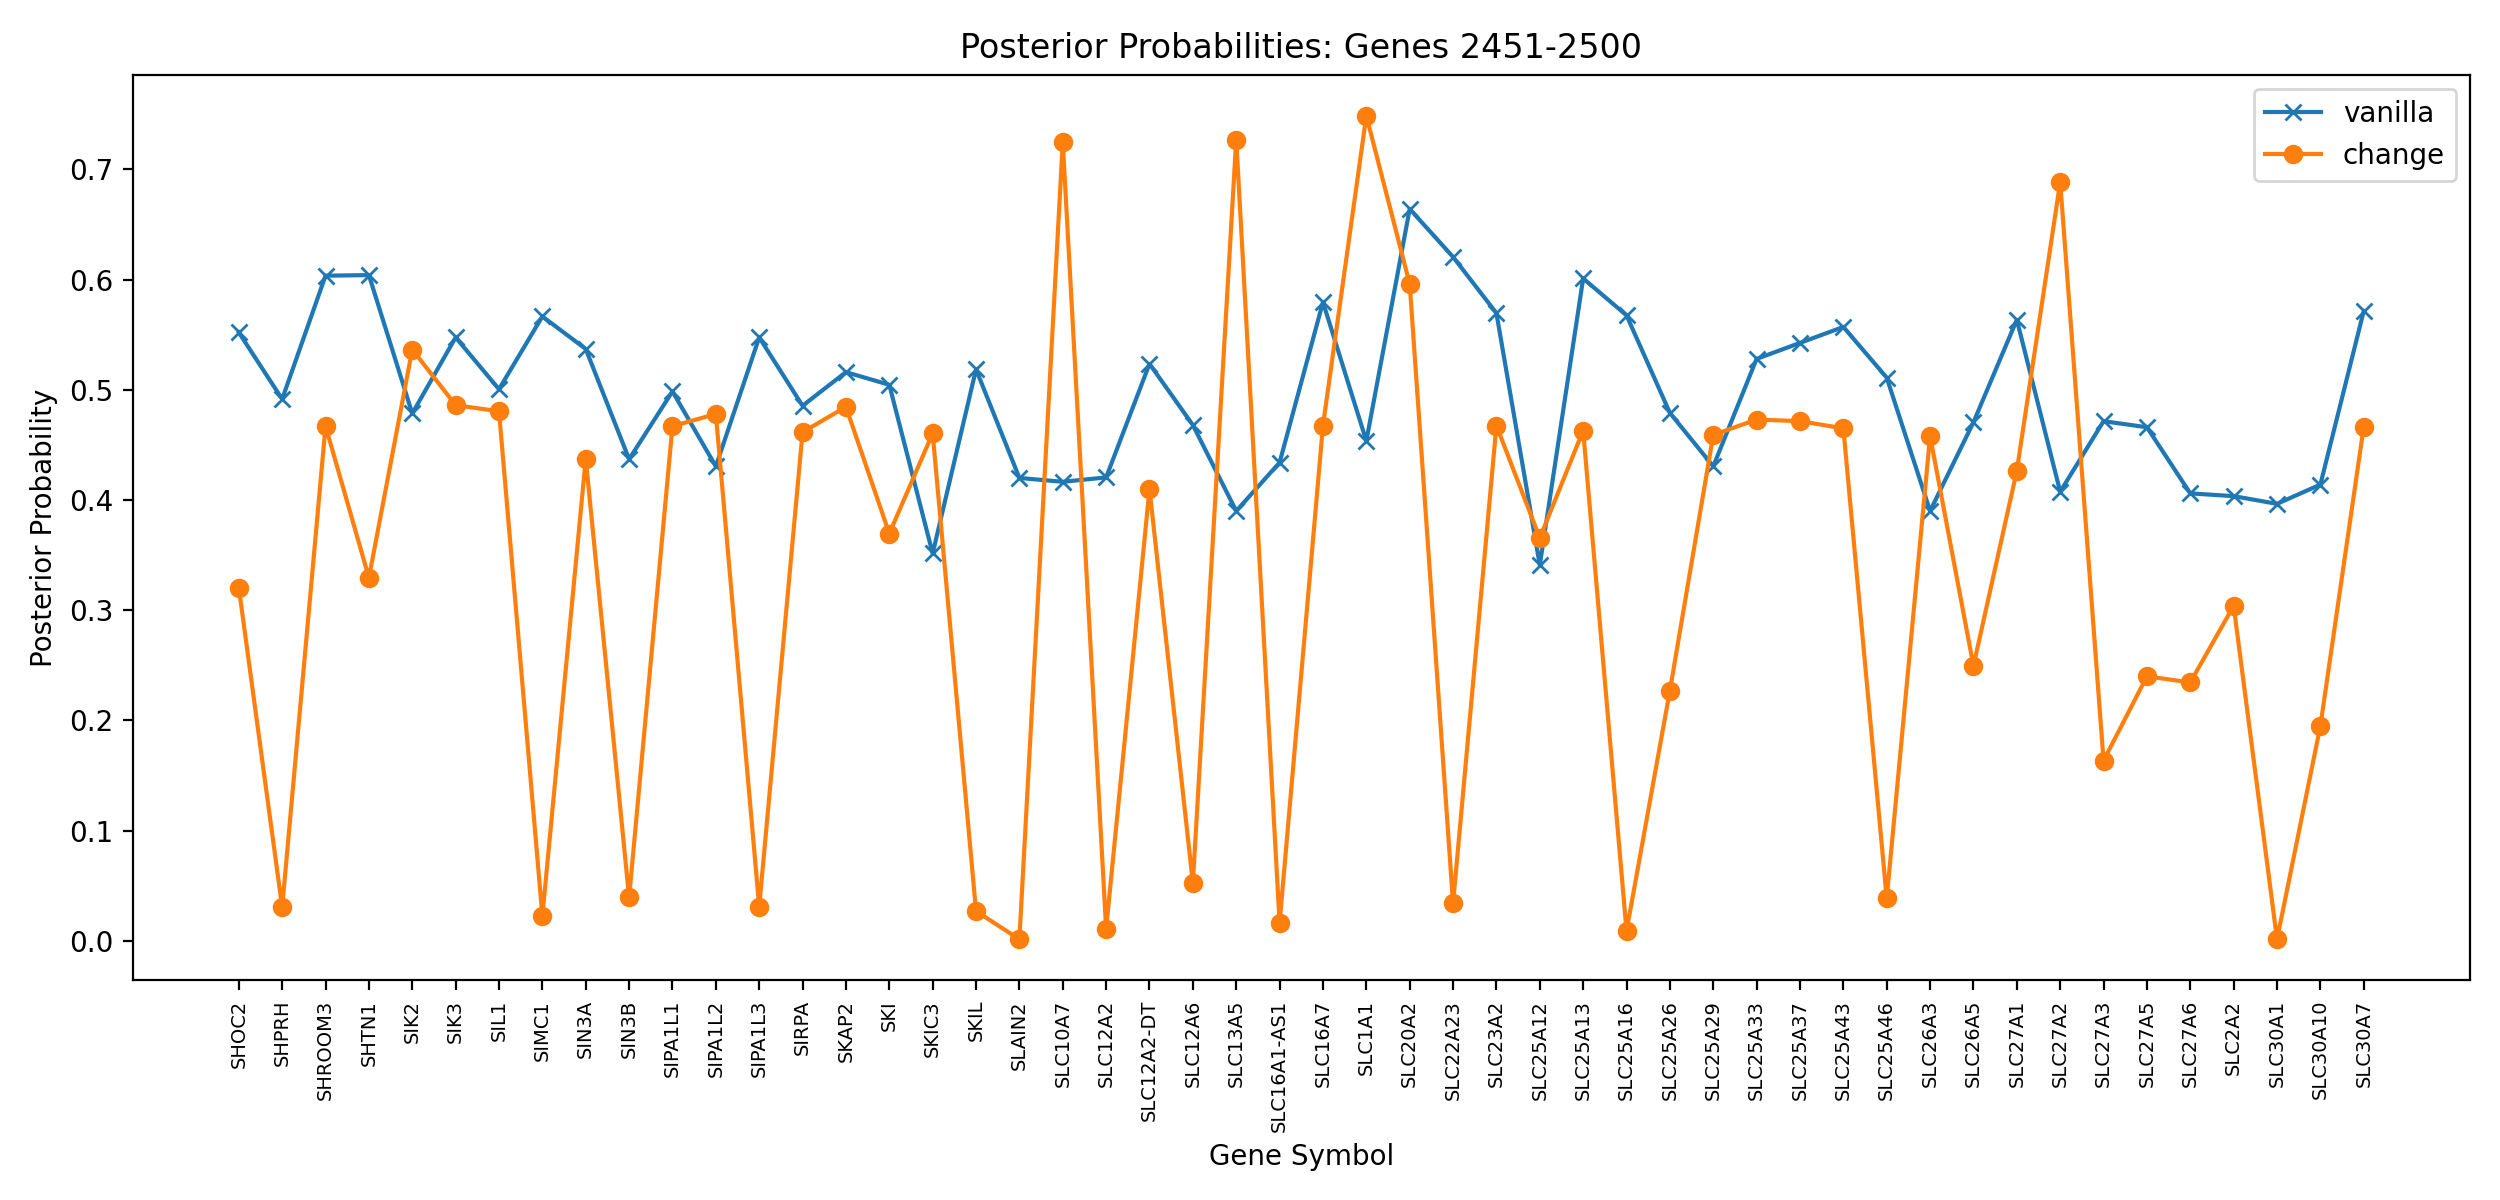 Posterior Probabilities: Genes 2451-2500
vanilla
change
Posterior Probability
0.7
0.6
0.5
0.4
0.3
0.2
0.1
0.0
SHOC2
SHPRH
SHROOM3
SHTN1
SIK2
SIK3
SIL1
SIMC1
SIN3A
SIN3B
SIPA1L1
SIPA1L2
SIPA1L3
SIRPA
SKAP2
SKI
SKIC3
SKIL
SLAIN2
SLC10A7
SLC12A2
SLC12A2-DT
SLC12A6
SLC13A5
SLC16A1-AS1
SLC16A7
SLC1A1
SLC20A2
SLC22A23
SLC23A2
SLC25A12
SLC25A13
SLC25A16
SLC25A26
SLC25A29
SLC25A33
SLC25A37
SLC25A43
SLC25A46
SLC26A3
SLC26A5
SLC27A1
SLC27A2
SLC27A3
SLC27A5
SLC27A6
SLC2A2
SLC30A1
SLC30A10
SLC30A7
Gene Symbol